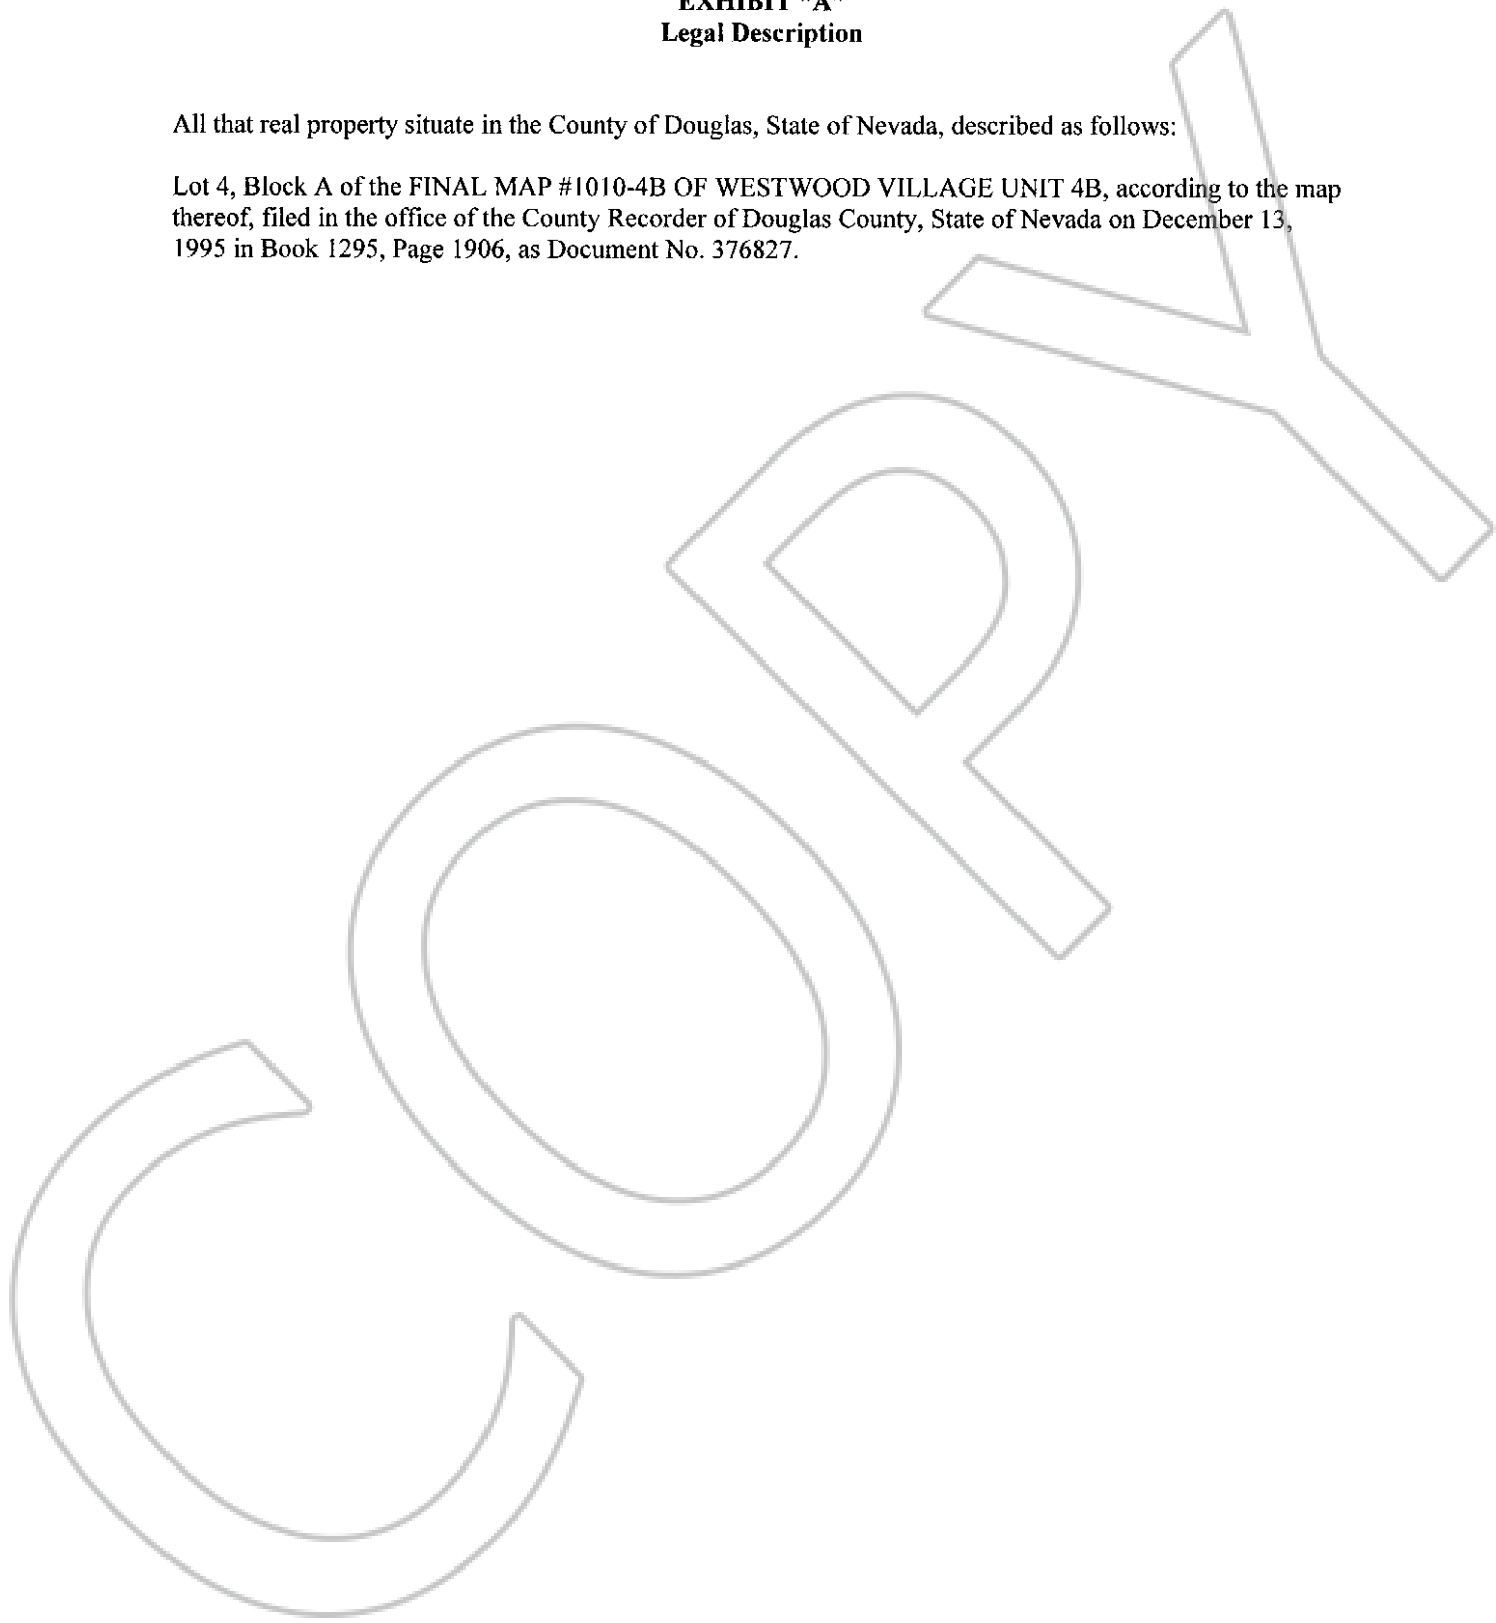 EXHIBIT "A"
Legal Description
All that real property situate in the County of Douglas, State of Nevada, described as follows:
Lot 4, Block A of the FINAL MAP #1010-4B OF WESTWOOD VILLAGE UNIT 4B, according to the map
thereof, filed in the office of the County Recorder of Douglas County, State of Nevada on December 13,
1995 in Book 1295, Page 1906, as Document No. 376827.
COPY